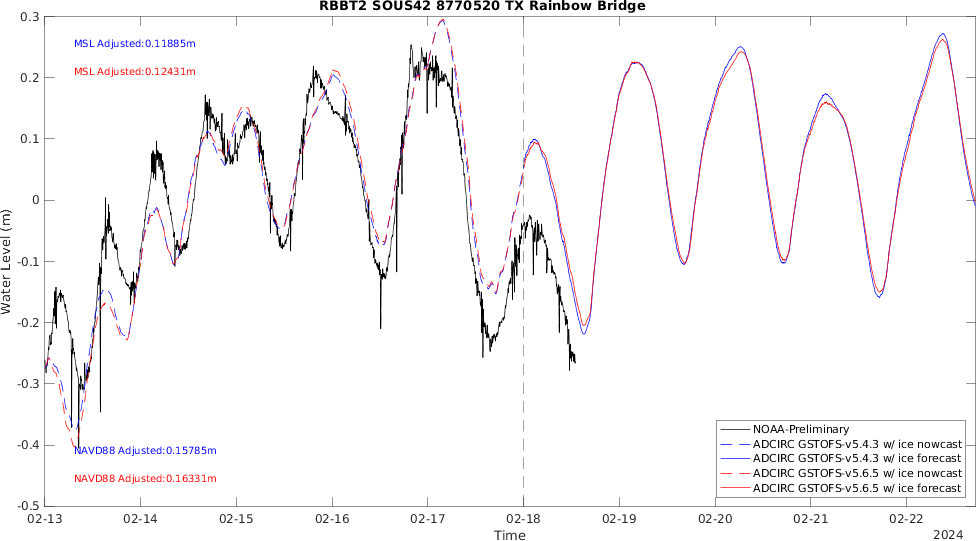 RBBT2 SOUS42 8770520 TX Rainbow Bridge
0.3
0.2
0.1
0
-0.1
-0.2
-0.3
-0.4
-0.5
Water Level (m)
MSL Adjusted:0.11885m
MSL Adjusted:0.12431m
NAVD88 Adjusted:0.15785m
NAVD88 Adjusted:0.16331m
NOAA-Preliminary
ADCIRC GSTOFS-v5.4.3 w/ ice nowcast
ADCIRC GSTOFS-v5.4.3 w/ ice forecast
ADCIRC GSTOFS-v5.6.5 w/ ice nowcast
ADCIRC GSTOFS-v5.6.5 w/ ice forecast
02-13 02-14 02-15 02-16 02-17 02-18 02-19 02-20 02-21 02-22
Time
2024